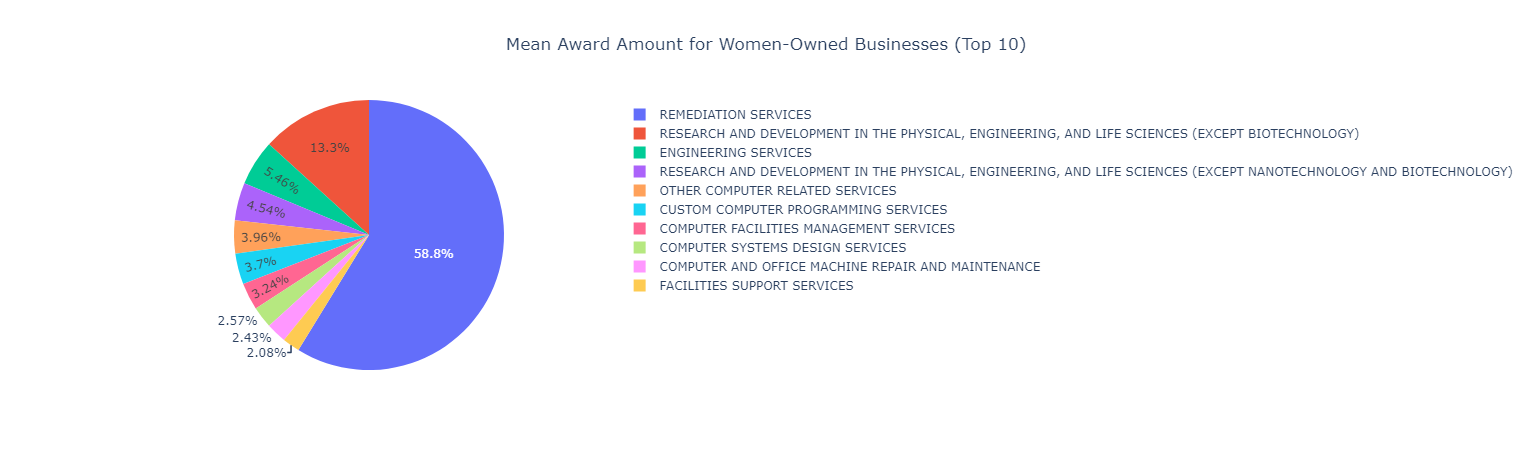 Mean Award Amount for Women-Owned Businesses (Top 10)
58.8%
13.3%
5.46%
4.54%
3.96%
3.7%
3.24%
2.57%
2.43%
2.08%
REMEDIATION SERVICES
RESEARCH AND DEVELOPMENT IN THE PHYSICAL, ENGINEERING, AND LIFE SCIENCES (EXCEPT BIOTECHNOLOGY)
ENGINEERING SERVICES
RESEARCH AND DEVELOPMENT IN THE PHYSICAL, ENGINEERING, AND LIFE SCIENCES (EXCEPT NANOTECHNOLOGY AND BIOTECHNOLOGY)
OTHER COMPUTER RELATED SERVICES
CUSTOM COMPUTER PROGRAMMING SERVICES
COMPUTER FACILITIES MANAGEMENT SERVICES
COMPUTER SYSTEMS DESIGN SERVICES
COMPUTER AND OFFICE MACHINE REPAIR AND MAINTENANCE
FACILITIES SUPPORT SERVICES